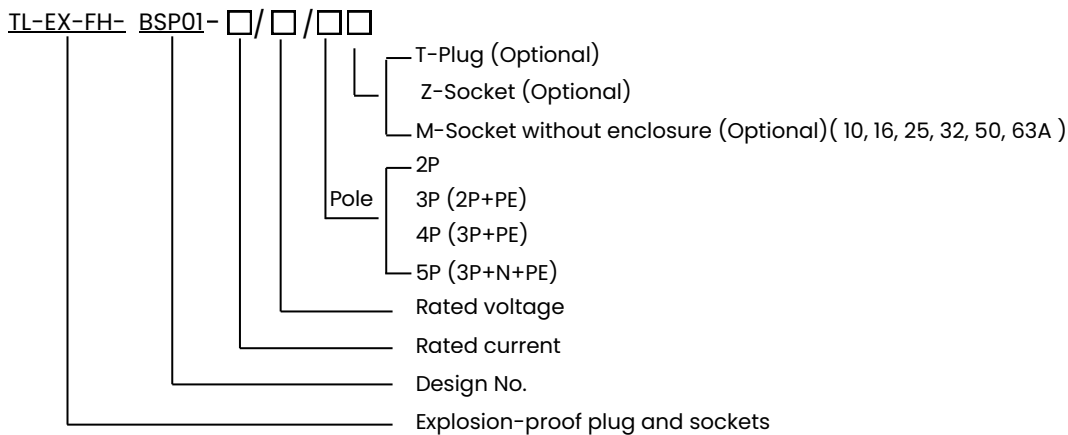 TL-EX-FH- BSP01- □/□/□□
T-Plug (Optional)
Z-Socket (Optional)
M-Socket without enclosure (Optional)( 10, 16, 25, 32, 50, 63A )
2P
Pole
3P (2P+PE)
4P (3P+PE)
5P (3P+N+PE)
Rated voltage
Rated current
Design No.
Explosion-proof plug and sockets